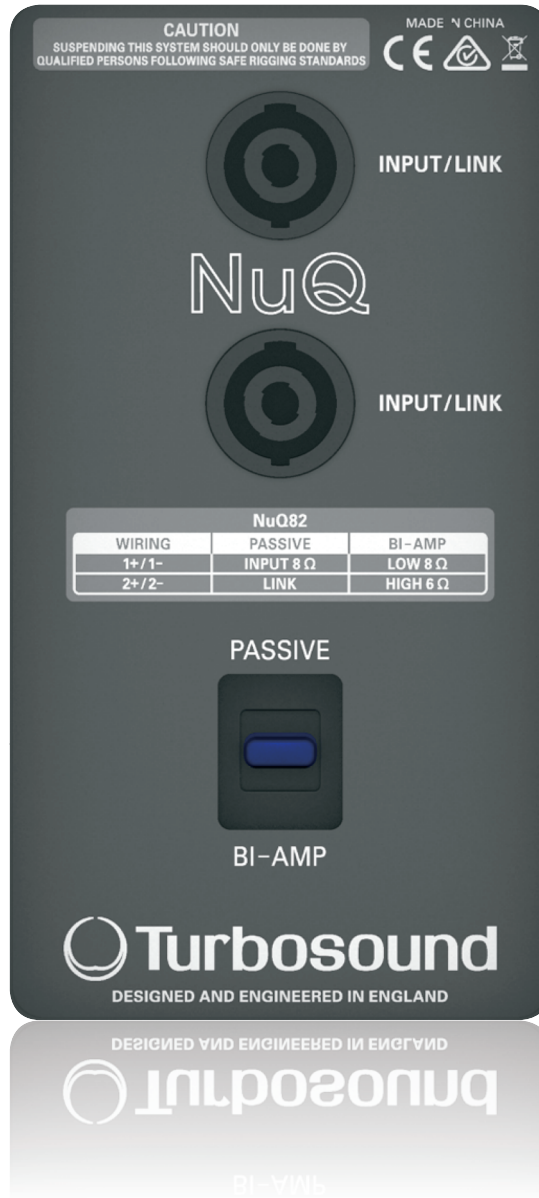 CAUTION
SUSPENDING THIS SYSTEM SHOULD ONLY BE DONE BY
QUALIFIED PERSONS FOLLOWING SAFE RIGGING STANDARDS
MADE N CHINA
CE
INPUT/LINK
NuQ
INPUT/LINK
NuQ82
WIRING PASSIVE BI-AMP
1+/1- INPUT 8 Ω LOW 8 Ω
2+/2- LINK HIGH 6 Ω
PASSIVE
BI-AMP
Turbosound
DESIGNED AND ENGINEERED IN ENGLAND